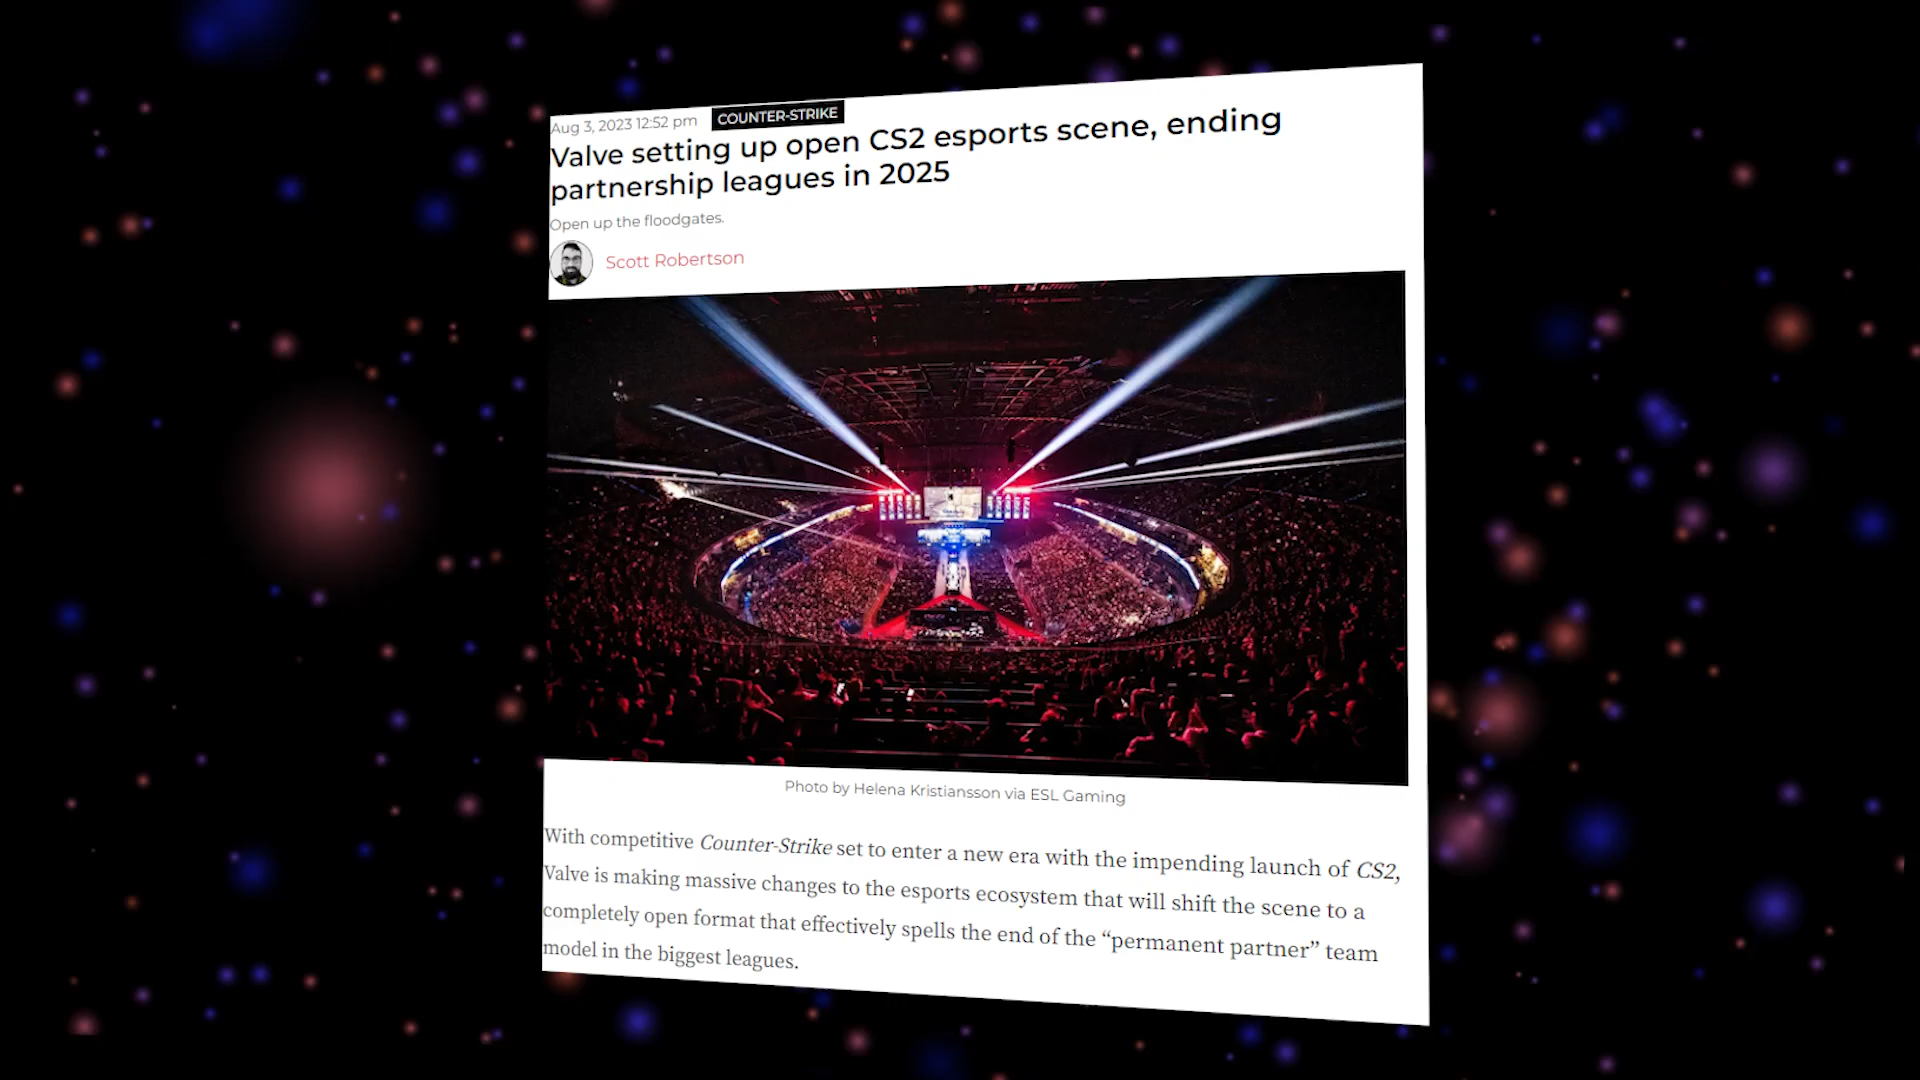 Aug 3, 2023 12:52 pm COUNTER-STRIKE
Valve setting up open CS2 esports scene, ending
partnership leagues in 2025
Open up the floodgates.
Scott Robertson
Photo by Helena Kristiansson via ESL Gaming
With competitive Counter-Strike set to enter a new era with the impending launch of CS2,
Valve is making massive changes to the esports ecosystem that will shift the scene to a
completely open format that effectively spells the end of the “permanent partner” team
model in the biggest leagues.